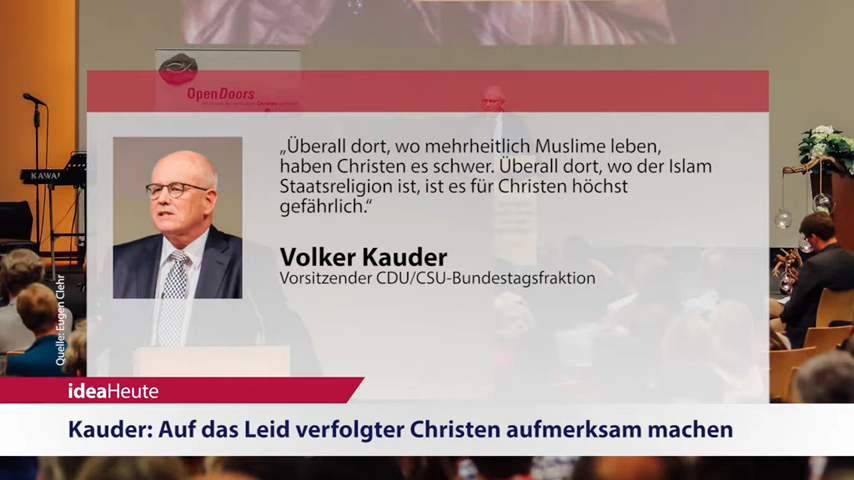 OpenDoors
KAWAI
„Überall dort, wo mehrheitlich Muslime leben,
haben Christen es schwer. Überall dort, wo der Islam
Staatsreligion ist, ist es für Christen höchst
gefährlich.“
Volker Kauder
Vorsitzender CDU/CSU-Bundestagsfraktion
Quelle: Eugen Clehr
ideaHeute
Kauder: Auf das Leid verfolgter Christen aufmerksam machen